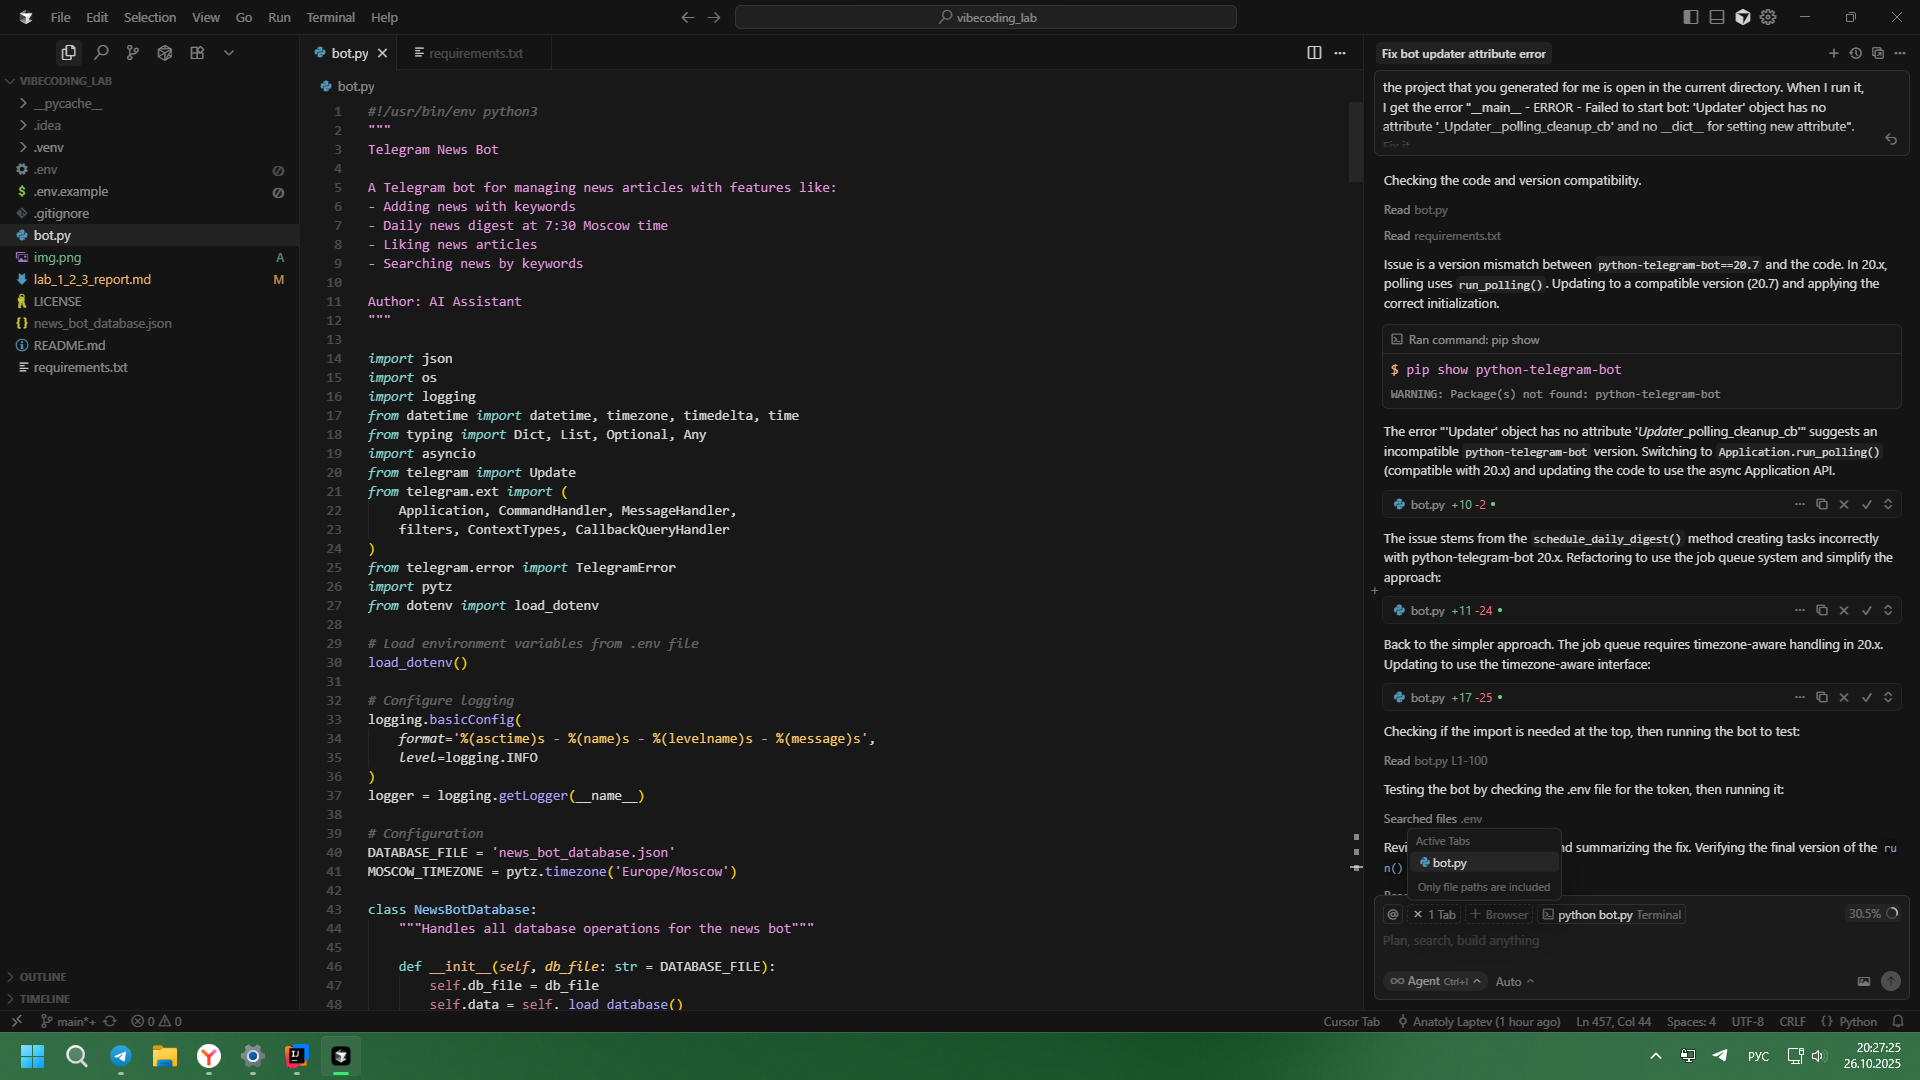 File Edit Selection View Go Run Terminal Help
vibecoding_lab
VIBECODING_LAB
__pycache__
.idea
.venv
.env
.env.example
.gitignore
bot.py
img.png A
lab_1_2_3_report.md M
LICENSE
news_bot_database.json
README.md
requirements.txt
OUTLINE
TIMELINE
bot.py requirements.txt
bot.py
1 #!/usr/bin/env python3
2 """
3 Telegram News Bot
4
5 A Telegram bot for managing news articles with features like:
6 - Adding news with keywords
7 - Daily news digest at 7:30 Moscow time
8 - Liking news articles
9 - Searching news by keywords
10
11 Author: AI Assistant
12 """
13
14 import json
15 import os
16 import logging
17 from datetime import datetime, timezone, timedelta, time
18 from typing import Dict, List, Optional, Any
19 import asyncio
20 from telegram import Update
21 from telegram.ext import (
22 Application, CommandHandler, MessageHandler,
23 filters, ContextTypes, CallbackQueryHandler
24 )
25 from telegram.error import TelegramError
26 import pytz
27 from dotenv import load_dotenv
28
29 # Load environment variables from .env file
30 load_dotenv()
31
32 # Configure logging
33 logging.basicConfig(
34 format='%(asctime)s - %(name)s - %(levelname)s - %(message)s',
35 level=logging.INFO
36 )
37 logger = logging.getLogger(__name__)
38
39 # Configuration
40 DATABASE_FILE = 'news_bot_database.json'
41 MOSCOW_TIMEZONE = pytz.timezone('Europe/Moscow')
42
43 class NewsBotDatabase:
44 """Handles all database operations for the news bot"""
45
46 def __init__(self, db_file: str = DATABASE_FILE):
47 self.db_file = db_file
48 self.data = self._load_database()
Fix bot updater attribute error
the project that you generated for me is open in the current directory. When I run it,
I get the error "__main__ - ERROR - Failed to start bot: 'Updater' object has no
attribute '_Updater__polling_cleanup_cb' and no __dict__ for setting new attribute".
Fix it
Checking the code and version compatibility.
Read bot.py
Read requirements.txt
Issue is a version mismatch between python-telegram-bot==20.7 and the code. In 20.x,
polling uses run_polling(). Updating to a compatible version (20.7) and applying the
correct initialization.
Ran command: pip show
$ pip show python-telegram-bot
WARNING: Package(s) not found: python-telegram-bot
The error "'Updater' object has no attribute 'Updater_polling_cleanup_cb'" suggests an
incompatible python-telegram-bot version. Switching to Application.run_polling()
(compatible with 20.x) and updating the code to use the async Application API.
bot.py +10 -2
The issue stems from the schedule_daily_digest() method creating tasks incorrectly
with python-telegram-bot 20.x. Refactoring to use the job queue system and simplify the
approach:
bot.py +11 -24
Back to the simpler approach. The job queue requires timezone-aware handling in 20.x.
Updating to use the timezone-aware interface:
bot.py +17 -25
Checking if the import is needed at the top, then running the bot to test:
Read bot.py L1-100
Testing the bot by checking the .env file for the token, then running it:
Searched files .env
Active Tabs
bot.py
Only file paths are included
Revi nd summarizing the fix. Verifying the final version of the ru
n()
@ 1 Tab Browser python bot.py Terminal 30.5%
Plan, search, build anything
Agent Ctrl+I Auto
main*+ 0 0 Cursor Tab Anatoly Laptev (1 hour ago) Ln 457, Col 44 Spaces: 4 UTF-8 CRLF {} Python
РУС 20:27:25
26.10.2025